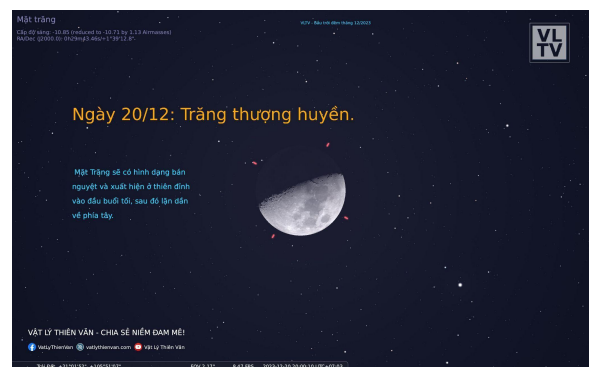 Mặt trăng
Cấp độ sáng: -10.85 (reduced to -10.71 by 1.13 Airmasses)
VLTV - Bầu trời đêm tháng 12/2023
VL
TV
Ngày 20/12: Trăng thượng huyền.
Mặt Trăng sẽ có hình dạng bán
nguyệt và xuất hiện ở thiên đỉnh
vào đầu buổi tối, sau đó lặn dần
về phía tây.
VẬT LÝ THIÊN VĂN - CHIA SẺ NIỀM ĐAM MÊ!
VatLyThienVan vatlythienvan.com Vật Lý Thiên Văn
FOV 2.17°